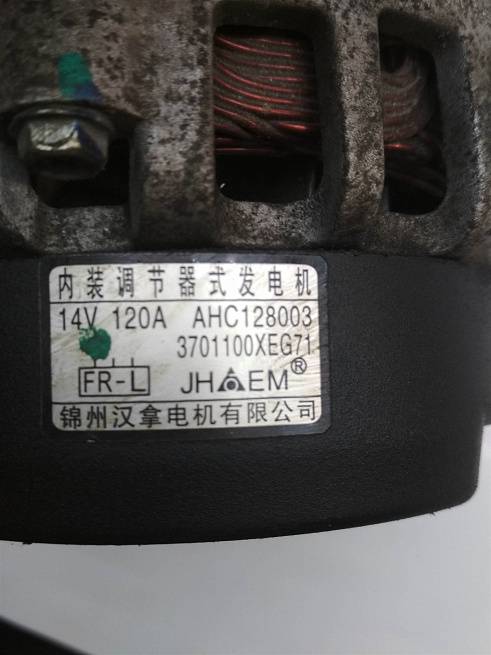 内装调节器式发电机
14V 120A AHC128003
3701100XEG71
FR-L JHEM®
锦州汉拿电机有限公司